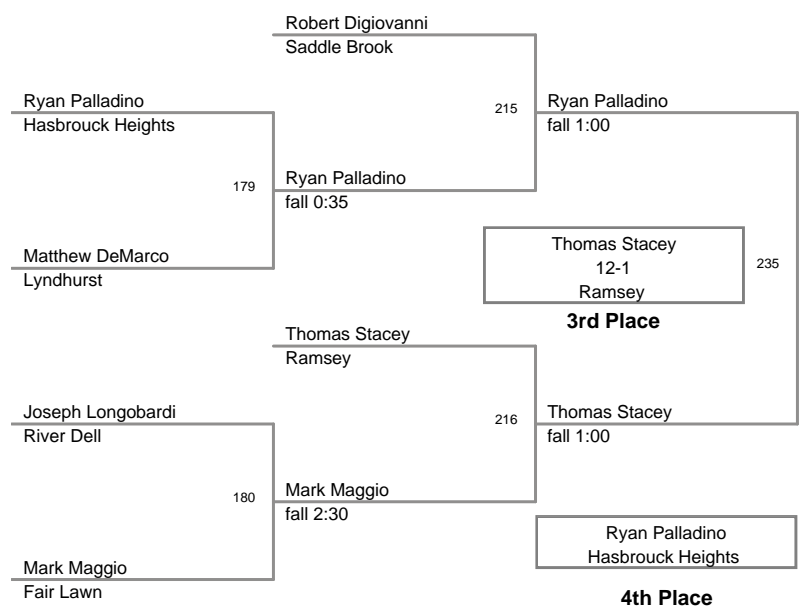 Robert Digiovanni
Saddle Brook
Ryan Palladino
Hasbrouck Heights
215
Ryan Palladino
fall 1:00
179
Ryan Palladino
fall 0:35
Matthew DeMarco
Lyndhurst
Thomas Stacey
12-1
Ramsey
235
3rd Place
Thomas Stacey
Ramsey
Joseph Longobardi
River Dell
216
Thomas Stacey
fall 1:00
180
Mark Maggio
fall 2:30
Ryan Palladino
Hasbrouck Heights
Mark Maggio
Fair Lawn
4th Place